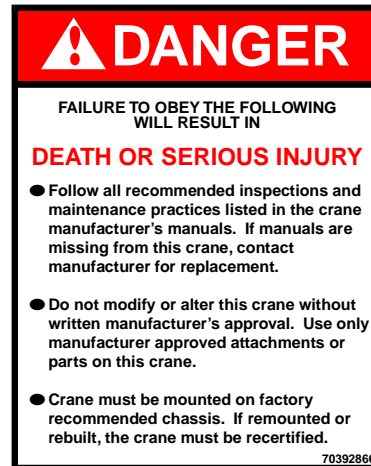 DANGER
FAILURE TO OBEY THE FOLLOWING
WILL RESULT IN
DEATH OR SERIOUS INJURY
● Follow all recommended inspections and
maintenance practices listed in the crane
manufacturer's manuals. If manuals are
missing from this crane, contact
manufacturer for replacement.
● Do not modify or alter this crane without
written manufacturer's approval. Use only
manufacturer approved attachments or
parts on this crane.
● Crane must be mounted on factory
recommended chassis. If remounted or
rebuilt, the crane must be recertified.
70392866